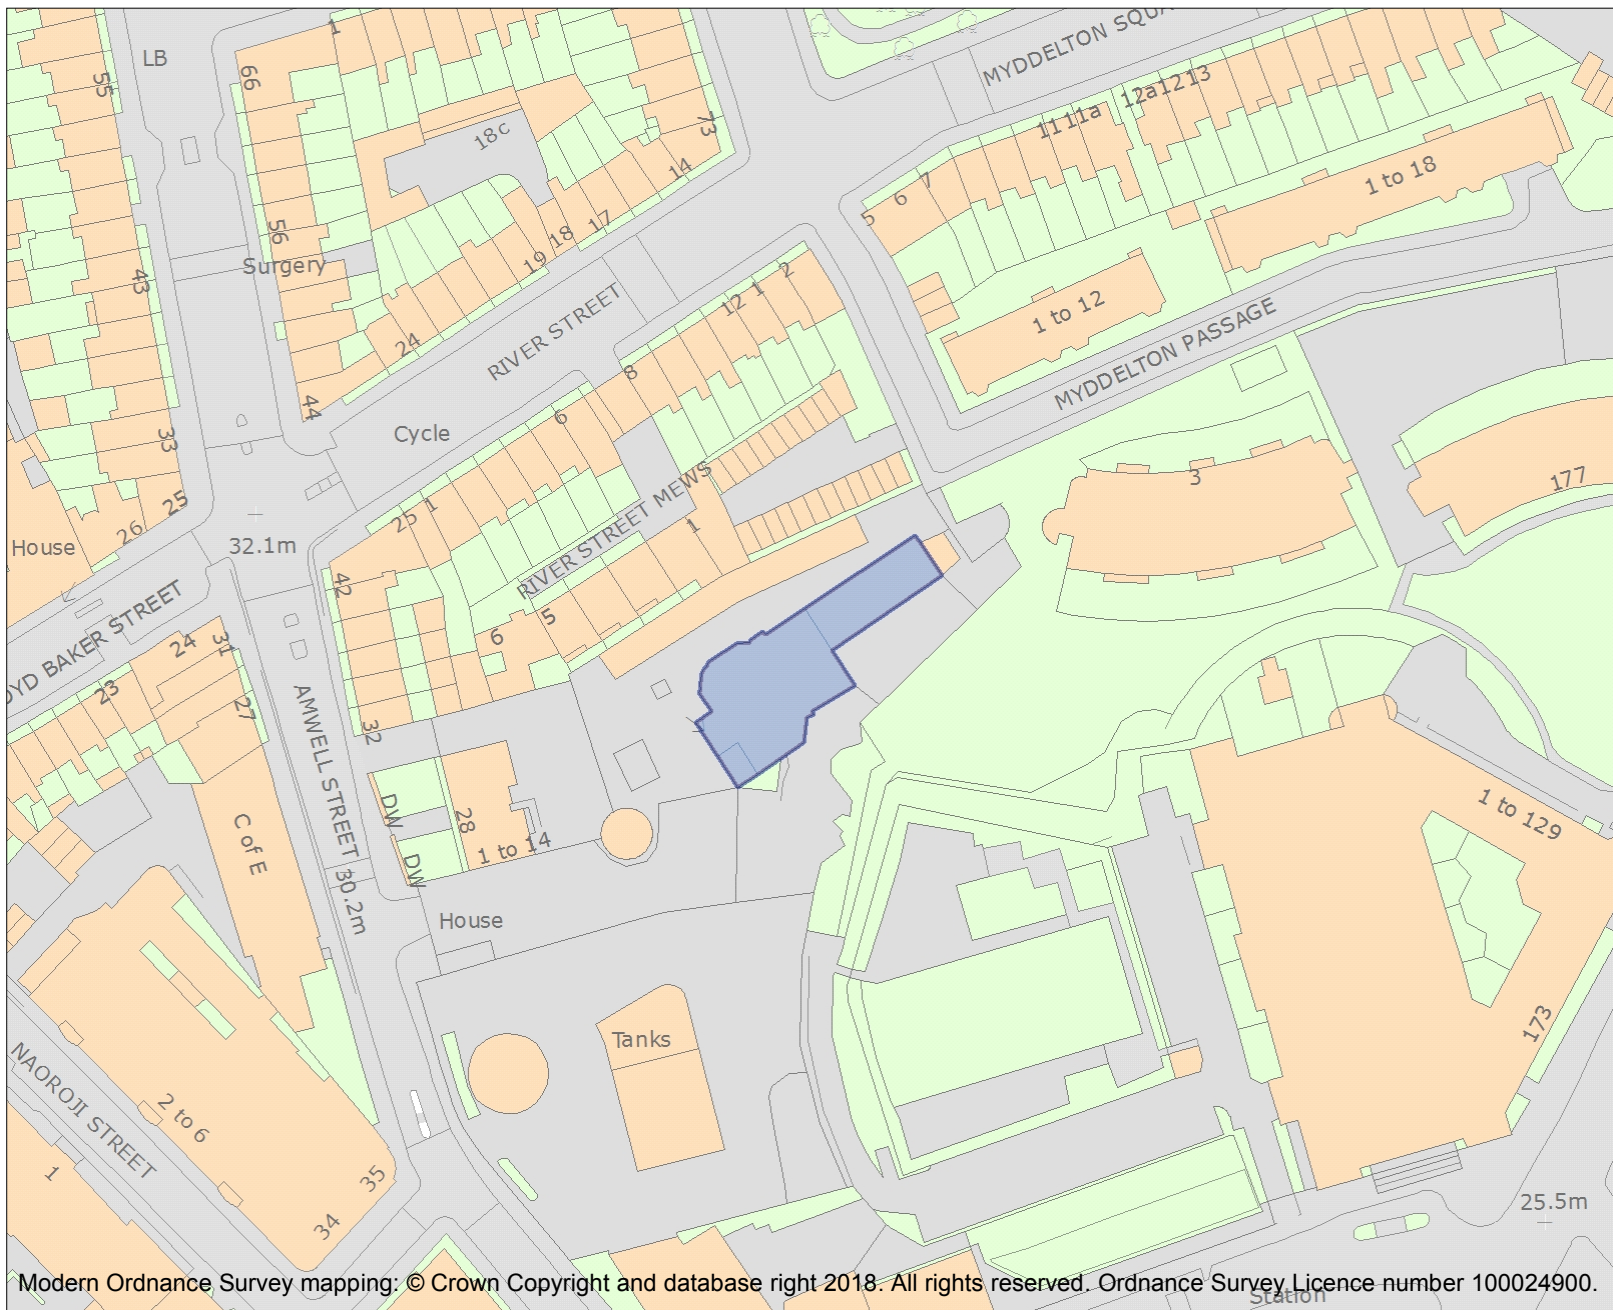 LB
1
MYDDELTON SQUA
66
55
18c
73
14
11
11a
12a
12
13
1 to 18
5
6
7
56
17
18
19
Surgery
43
2
1
12
1 to 12
24
RIVER STREET
MYDDELTON PASSAGE
44
8
33
Cycle
6
3
177
25
26
25
1
RIVER STREET MEWS
1
House
32.1m
42
OYD BAKER STREET
5
6
24
31
23
27
32
AMWELL STREET
DW
28
C of E
1 to 14
DW
1 to 129
30.2m
House
Tanks
173
NAOROJI STREET
2 to 6
1
35
34
25.5m
Modern Ordnance Survey mapping: © Crown Copyright and database right 2018. All rights reserved. Ordnance Survey Licence number 100024900.
Station